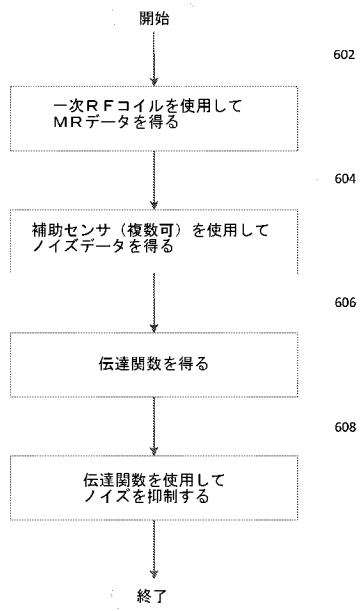 開始
602
一次RFコイルを使用して
MRデータを得る
604
補助センサ（複数可）を使用して
ノイズデータを得る
606
伝達関数を得る
608
伝達関数を使用して
ノイズを抑制する
終了